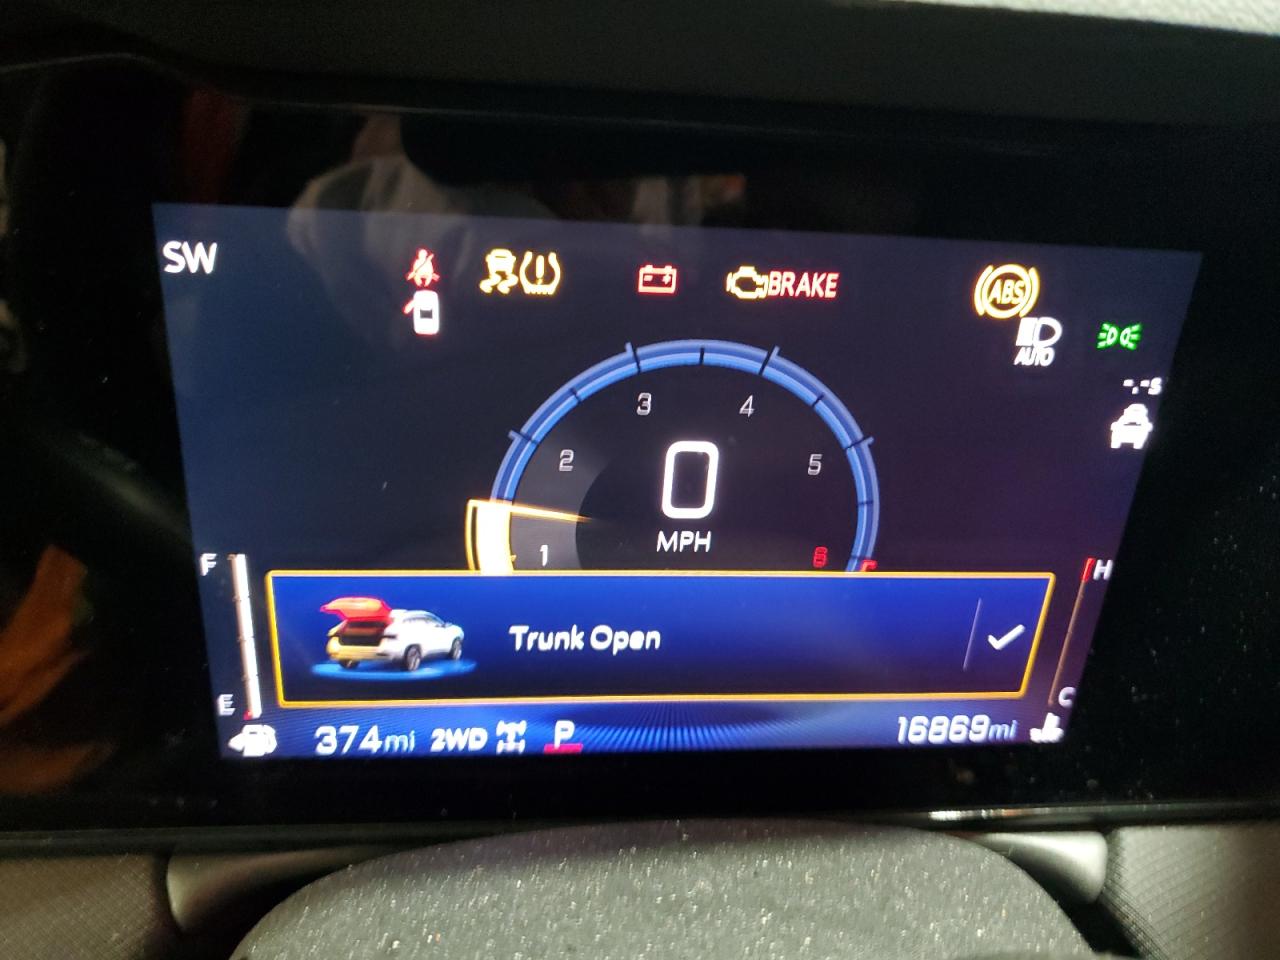 SW
BRAKE
ABS
AUTO
-.-s
3
4
2
5
0
MPH
1
6
F
H
Trunk Open
E
C
374mi 2WD P
16869mi